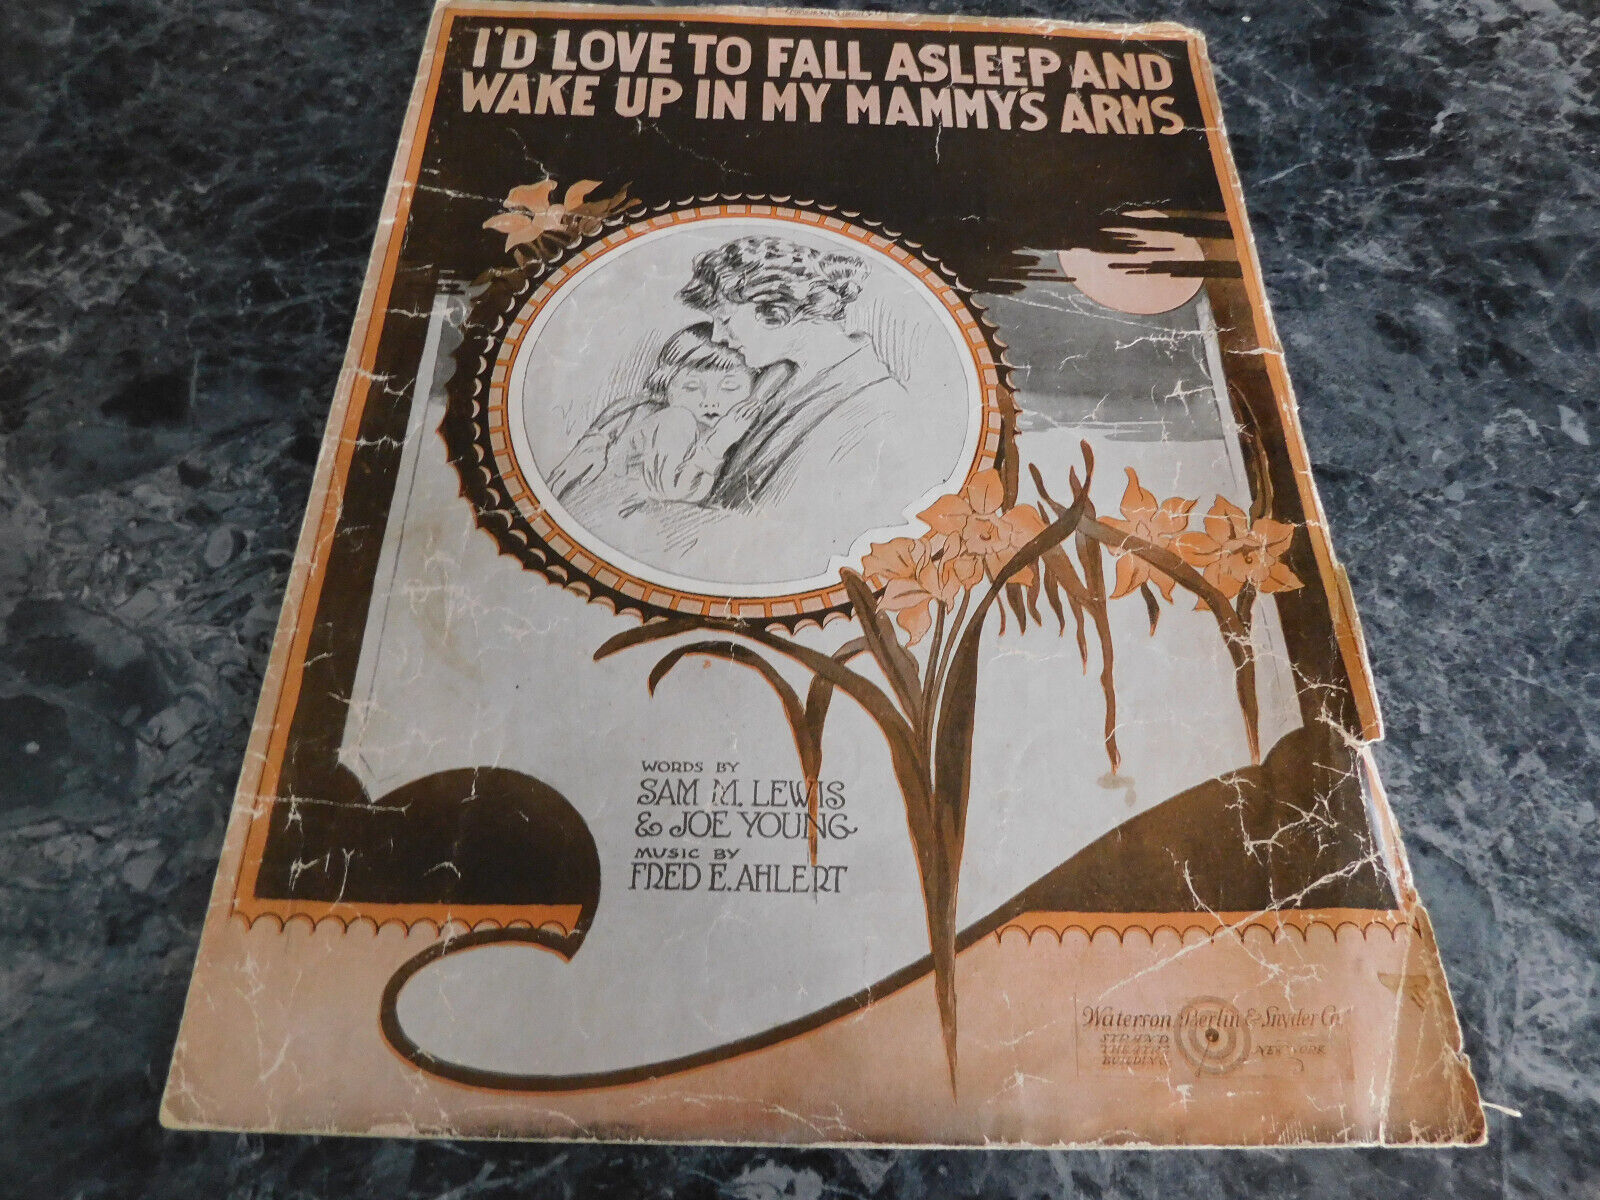 I'D LOVE TO FALL ASLEEP AND
WAKE UP IN MY MAMMY'S ARMS
WORDS BY
SAM M. LEWIS
& JOE YOUNG
MUSIC BY
FRED E. AHLERT
Waterson Berlin & Snyder Co
STRAND
THEATRE
BUILDING
NEW YORK